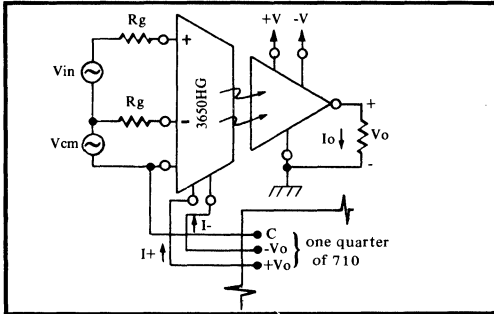 +V -V
Rg
+
Vin
3650HG
Rg
-
Vcm
+
Io ↓ Vo
-
I-
I+
C
-Vo
+Vo
one quarter
of 710